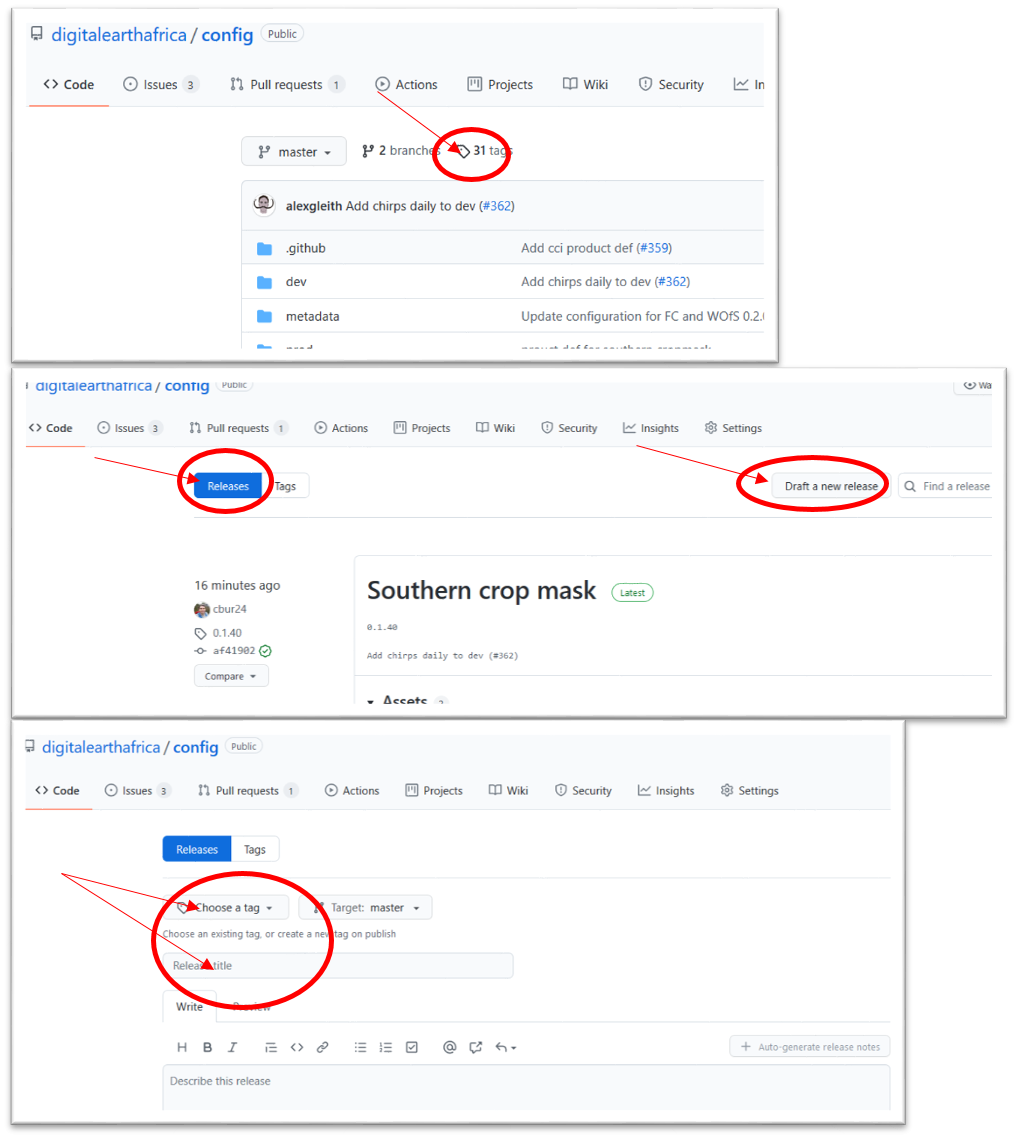 digitalearthafrica / config Public
Code Issues 3 Pull requests 1 Actions Projects Wiki Security In
master 2 branches 31 tags
alexgleith Add chirps daily to dev (#362)
.github Add cci product def (#359)
dev Add chirps daily to dev (#362)
metadata Update configuration for FC and WOfS 0.2.
digitalearthafrica / config Public
Code Issues 3 Pull requests 1 Actions Projects Wiki Security Insights Settings
Releases Tags Draft a new release Find a release
16 minutes ago
Southern crop mask Latest
cbur24
0.1.40
0.1.40
af41902
Add chirps daily to dev (#362)
Compare
Assets 2
digitalearthafrica / config Public
Code Issues 3 Pull requests 1 Actions Projects Wiki Security Insights Settings
Releases Tags
Choose a tag Target: master
Choose an existing tag, or create a new tag on publish
Release title
Write Preview
H B I @
Auto-generate release notes
Describe this release